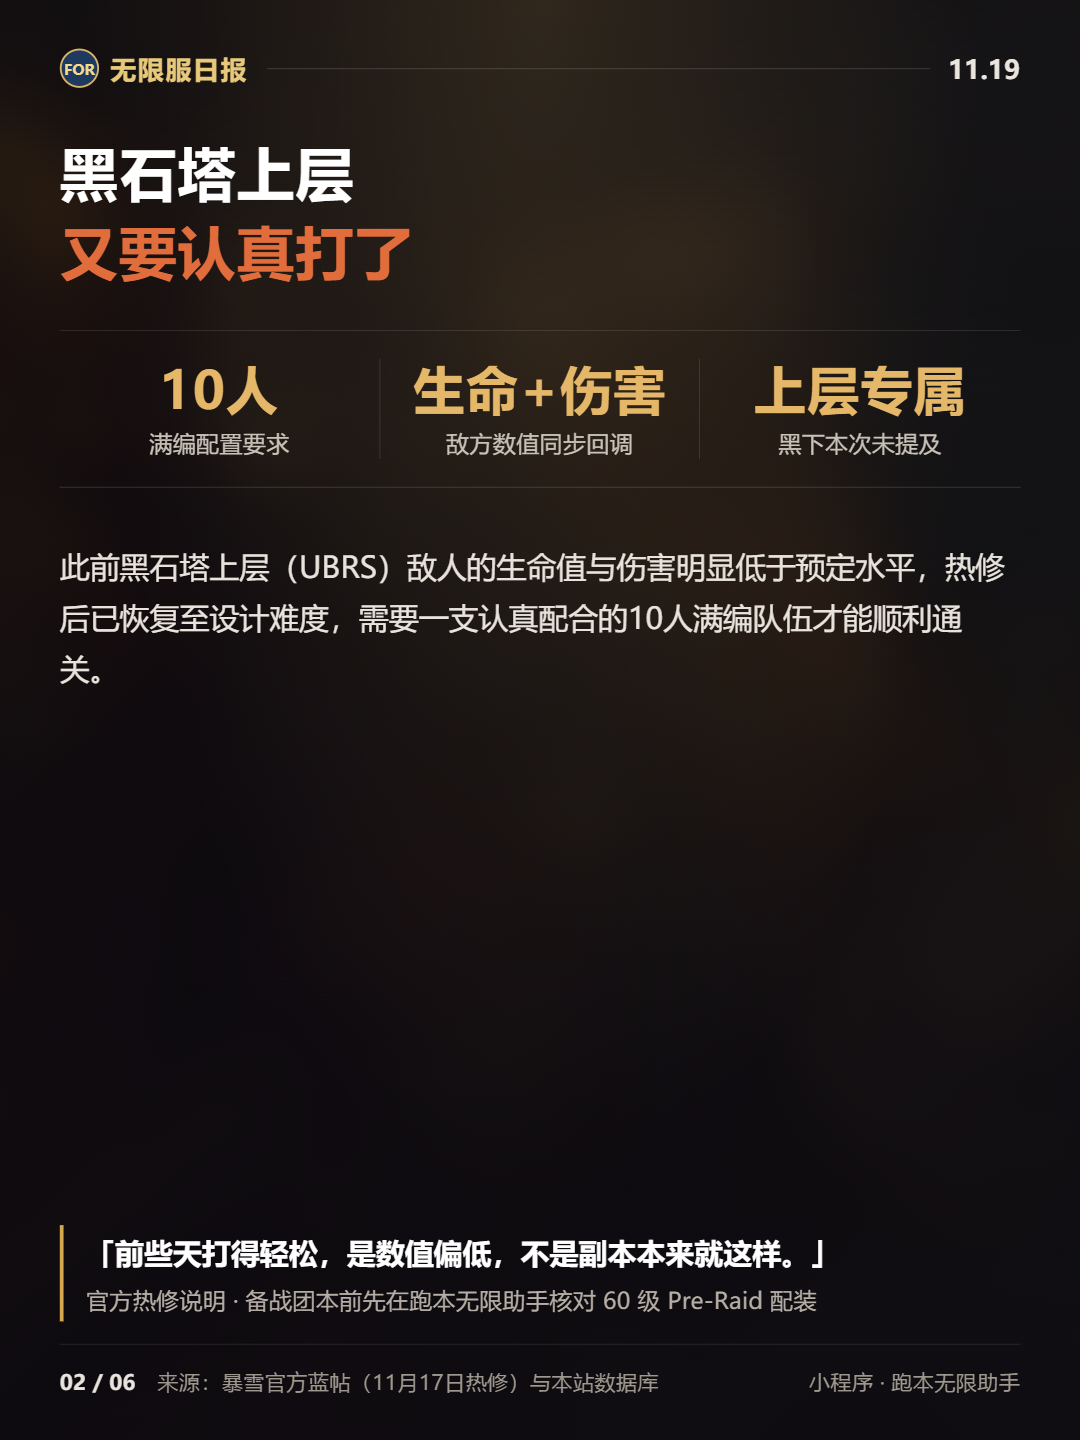 FOR 无限服日报 11.19
黑石塔上层
又要认真打了
10人 生命+伤害 上层专属
满编配置要求 敌方数值同步回调 黑下本次未提及
此前黑石塔上层（UBRS）敌人的生命值与伤害明显低于预定水平，热修
后已恢复至设计难度，需要一支认真配合的10人满编队伍才能顺利通
关。
「前些天打得轻松，是数值偏低，不是副本本来就这样。」
官方热修说明 · 备战团本前先在跑本无限助手核对 60 级 Pre-Raid 配装
02 / 06 来源：暴雪官方蓝帖（11月17日热修）与本站数据库 小程序 · 跑本无限助手